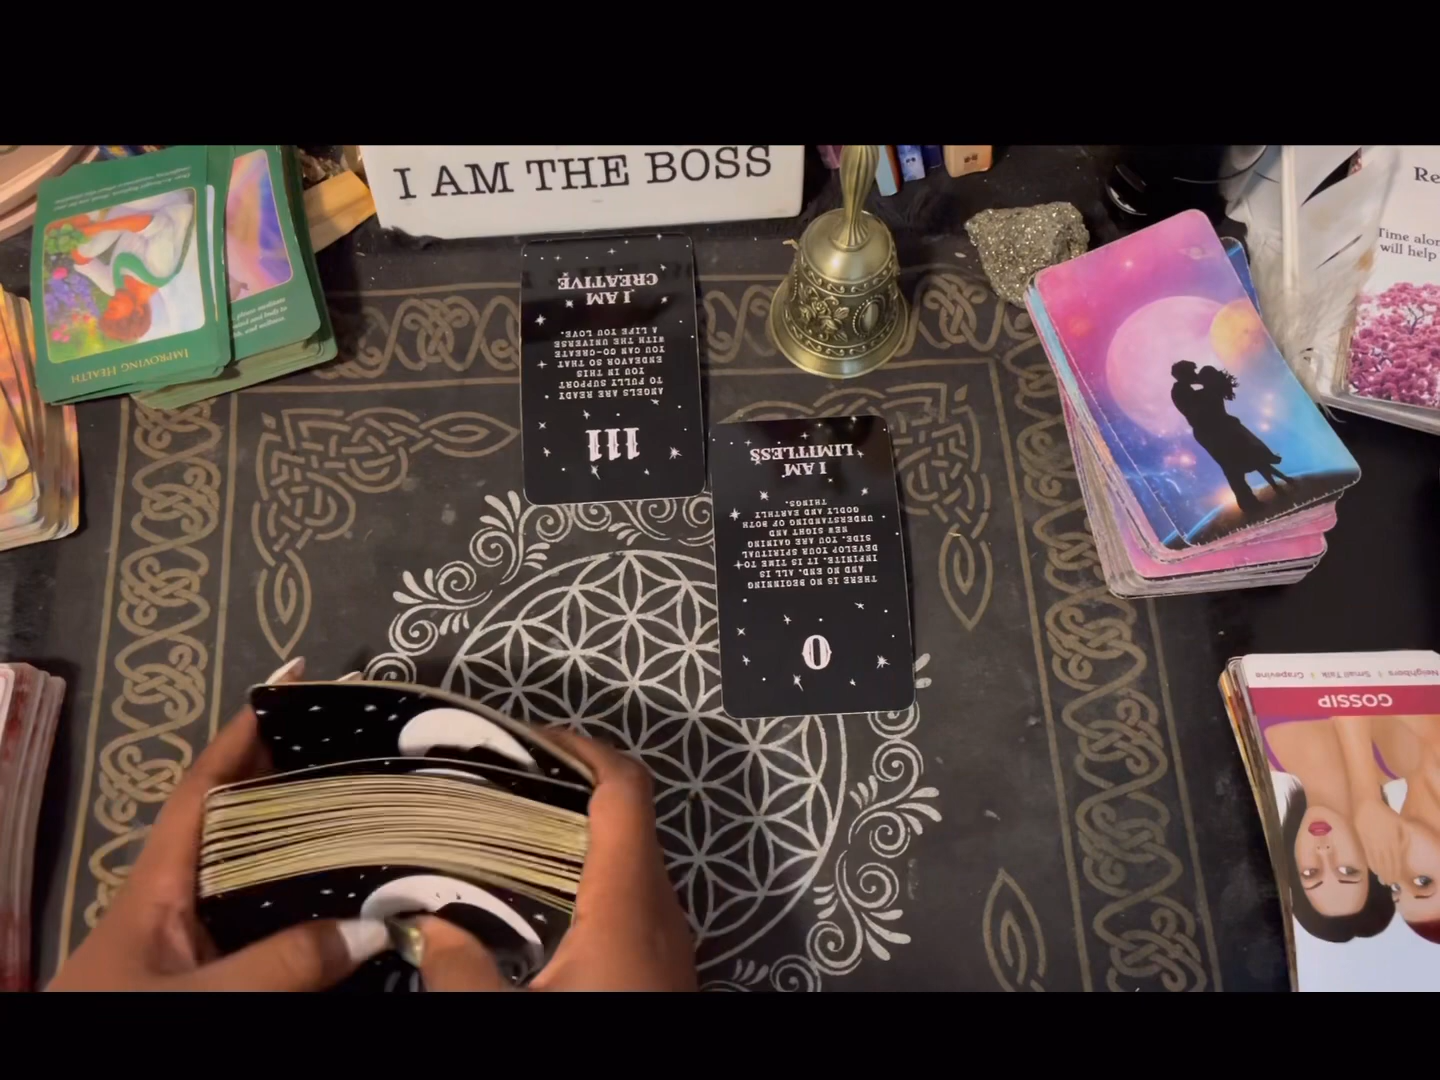 I AM THE BOSS
I AM
CREATIVE
ANGELS ARE READY
TO FULLY SUPPORT
YOU IN THIS
ENDEAVOR SO THAT
YOU CAN CO-CREATE
WITH THE UNIVERSE
A LIFE YOU LOVE.
111
I AM
LIMITLESS
THERE IS NO BEGINNING
AND NO END. ALL IS
INFINITE. IT IS TIME TO
DEVELOP YOUR SPIRITUAL
SIDE. YOU ARE GAINING
NEW SIGHT AND
UNDERSTANDING OF BOTH
GODLY AND EARTHLY
THINGS.
0
IMPROVING HEALTH
Re
Time alon
will help
GOSSIP
Neighbors Small Talk Grapevine